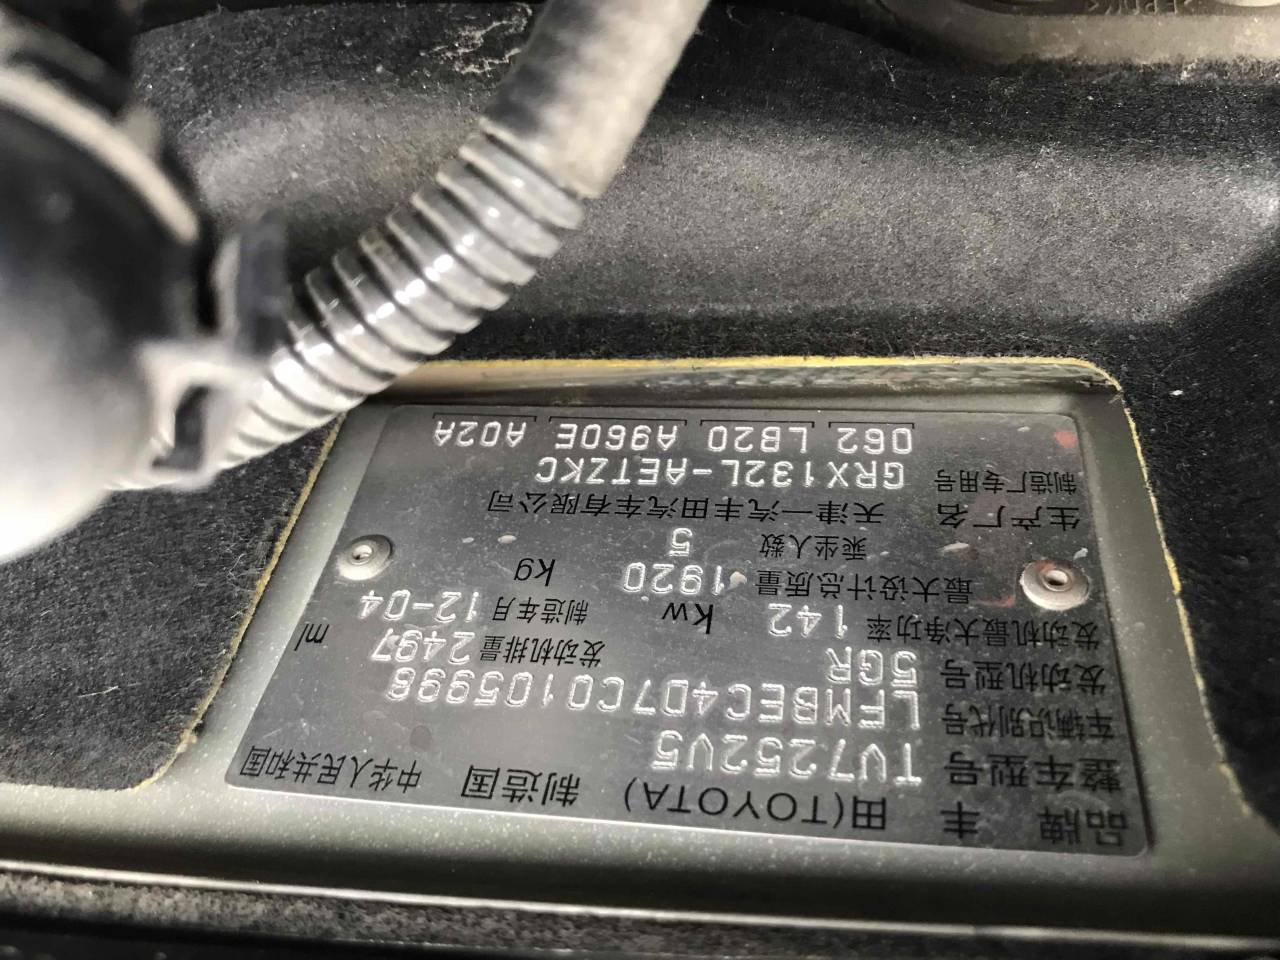 品牌 丰 田(TOYOTA) 制造国 中华人民共和国
整车型号 TV7252V5
车辆识别代号 LFMBEC4D7C0105996
发动机型号 5GR 发动机排量 2497 ml
发动机最大净功率 142 kw 制造年月 12-04
最大设计总质量 1920 kg
乘坐人数 5
生产厂名 天津一汽丰田汽车有限公司
制造厂专用号 GRX132L-AETZKC
062 LB20 A960E A02A